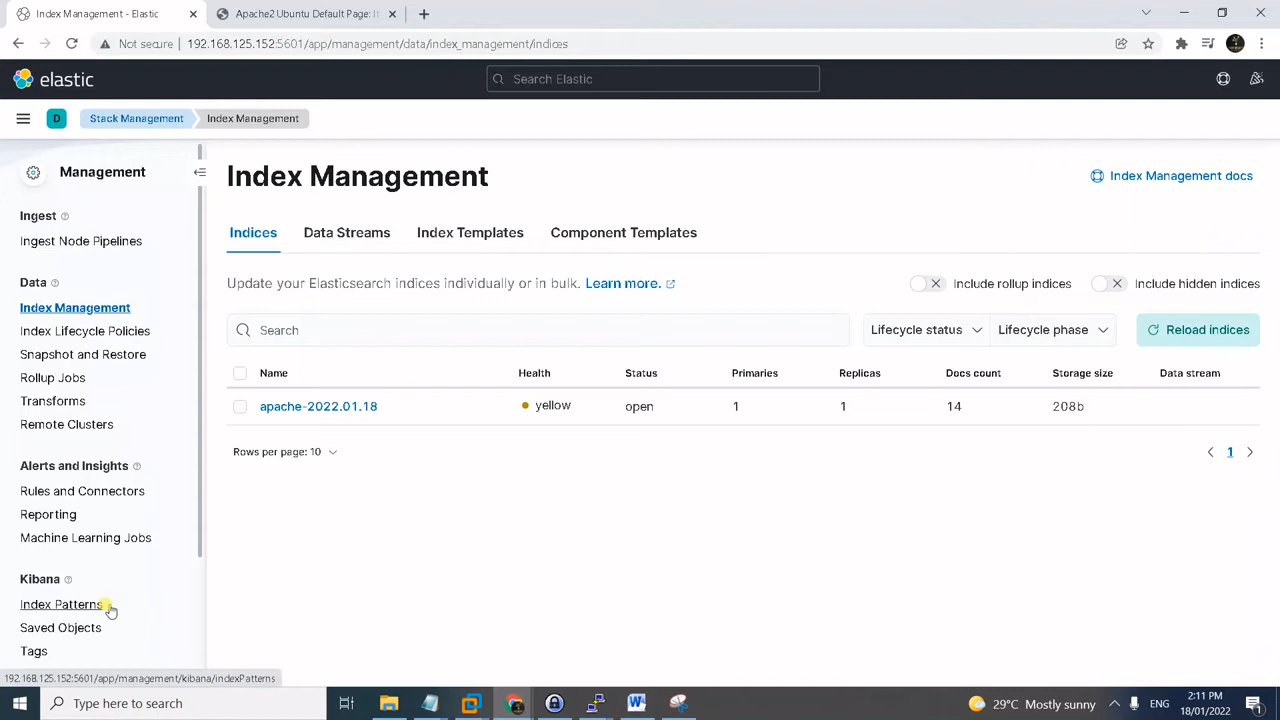 Index Management - Elastic
Apache2 Ubuntu Default Page: It
Not secure | 192.168.125.152:5601/app/management/data/index_management/indices
elastic
Search Elastic
D
Stack Management
Index Management
Management
Ingest
Ingest Node Pipelines
Data
Index Management
Index Lifecycle Policies
Snapshot and Restore
Rollup Jobs
Transforms
Remote Clusters
Alerts and Insights
Rules and Connectors
Reporting
Machine Learning Jobs
Kibana
Index Patterns
Saved Objects
Tags
Index Management
Index Management docs
Indices Data Streams Index Templates Component Templates
Update your Elasticsearch indices individually or in bulk. Learn more.
Include rollup indices
Include hidden indices
Search
Lifecycle status
Lifecycle phase
Reload indices
Name Health Status Primaries Replicas Docs count Storage size Data stream
apache-2022.01.18 yellow open 1 1 14 208b
Rows per page: 10
1
192.168.125.152:5601/app/management/kibana/indexPatterns
Type here to search
29°C Mostly sunny
ENG
2:11 PM
18/01/2022
1